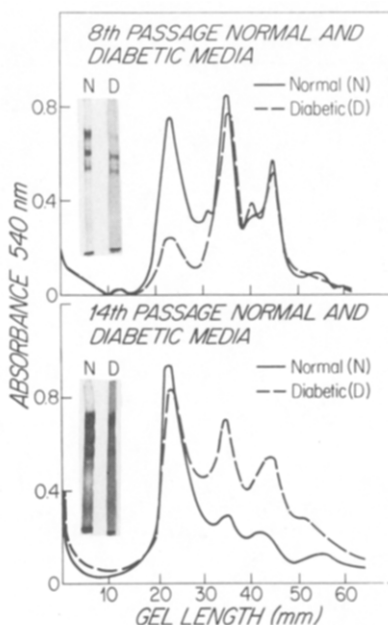 8th PASSAGE NORMAL AND
DIABETIC MEDIA
N D
Normal (N)
Diabetic (D)
0.8
0.4
0
14th PASSAGE NORMAL AND
DIABETIC MEDIA
N D
Normal (N)
Diabetic (D)
0.8
0.4
0
0 10 20 30 40 50 60
GEL LENGTH (mm)
ABSORBANCE 540 nm